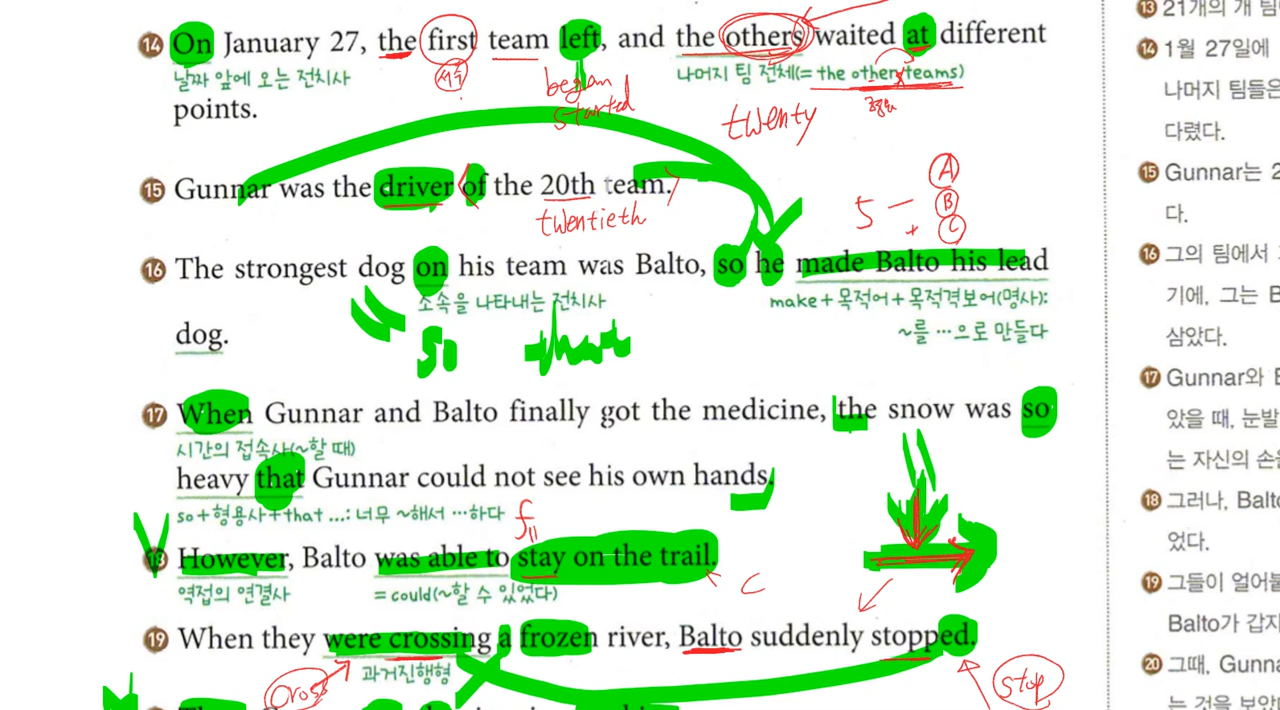 ⑭ On January 27, the first team left, and the others waited at different
날짜 앞에 오는 전치사
서수
began
started
나머지 팀 전체(= the other teams)
twenty
points.
⑮ Gunnar was the driver of the 20th team.
twentieth
5 — Ⓐ
Ⓑ
+ Ⓒ
⑯ The strongest dog on his team was Balto, so he made Balto his lead
소속을 나타내는 전치사
make+목적어+목적격보어(명사):
~를 …으로 만들다
dog.
so that
⑰ When Gunnar and Balto finally got the medicine, the snow was so
시간의 접속사(~할 때)
heavy that Gunnar could not see his own hands.
so+형용사+that …: 너무 ~해서 …하다
⑱ However, Balto was able to stay on the trail.
역접의 연결사
= could(~할 수 있었다)
C
⑲ When they were crossing a frozen river, Balto suddenly stopped.
cross
과거진행형
stop
⑬ 21개의 개 팀
⑭ 1월 27일에
나머지 팀들은
다렸다.
⑮ Gunnar는 2
다.
⑯ 그의 팀에서
기에, 그는 B
삼았다.
⑰ Gunnar와 B
았을 때, 눈발
는 자신의 손
⑱ 그러나, Balto
었다.
⑲ 그들이 얼어붙
Balto가 갑자
⑳ 그때, Gunna
는 것을 보았